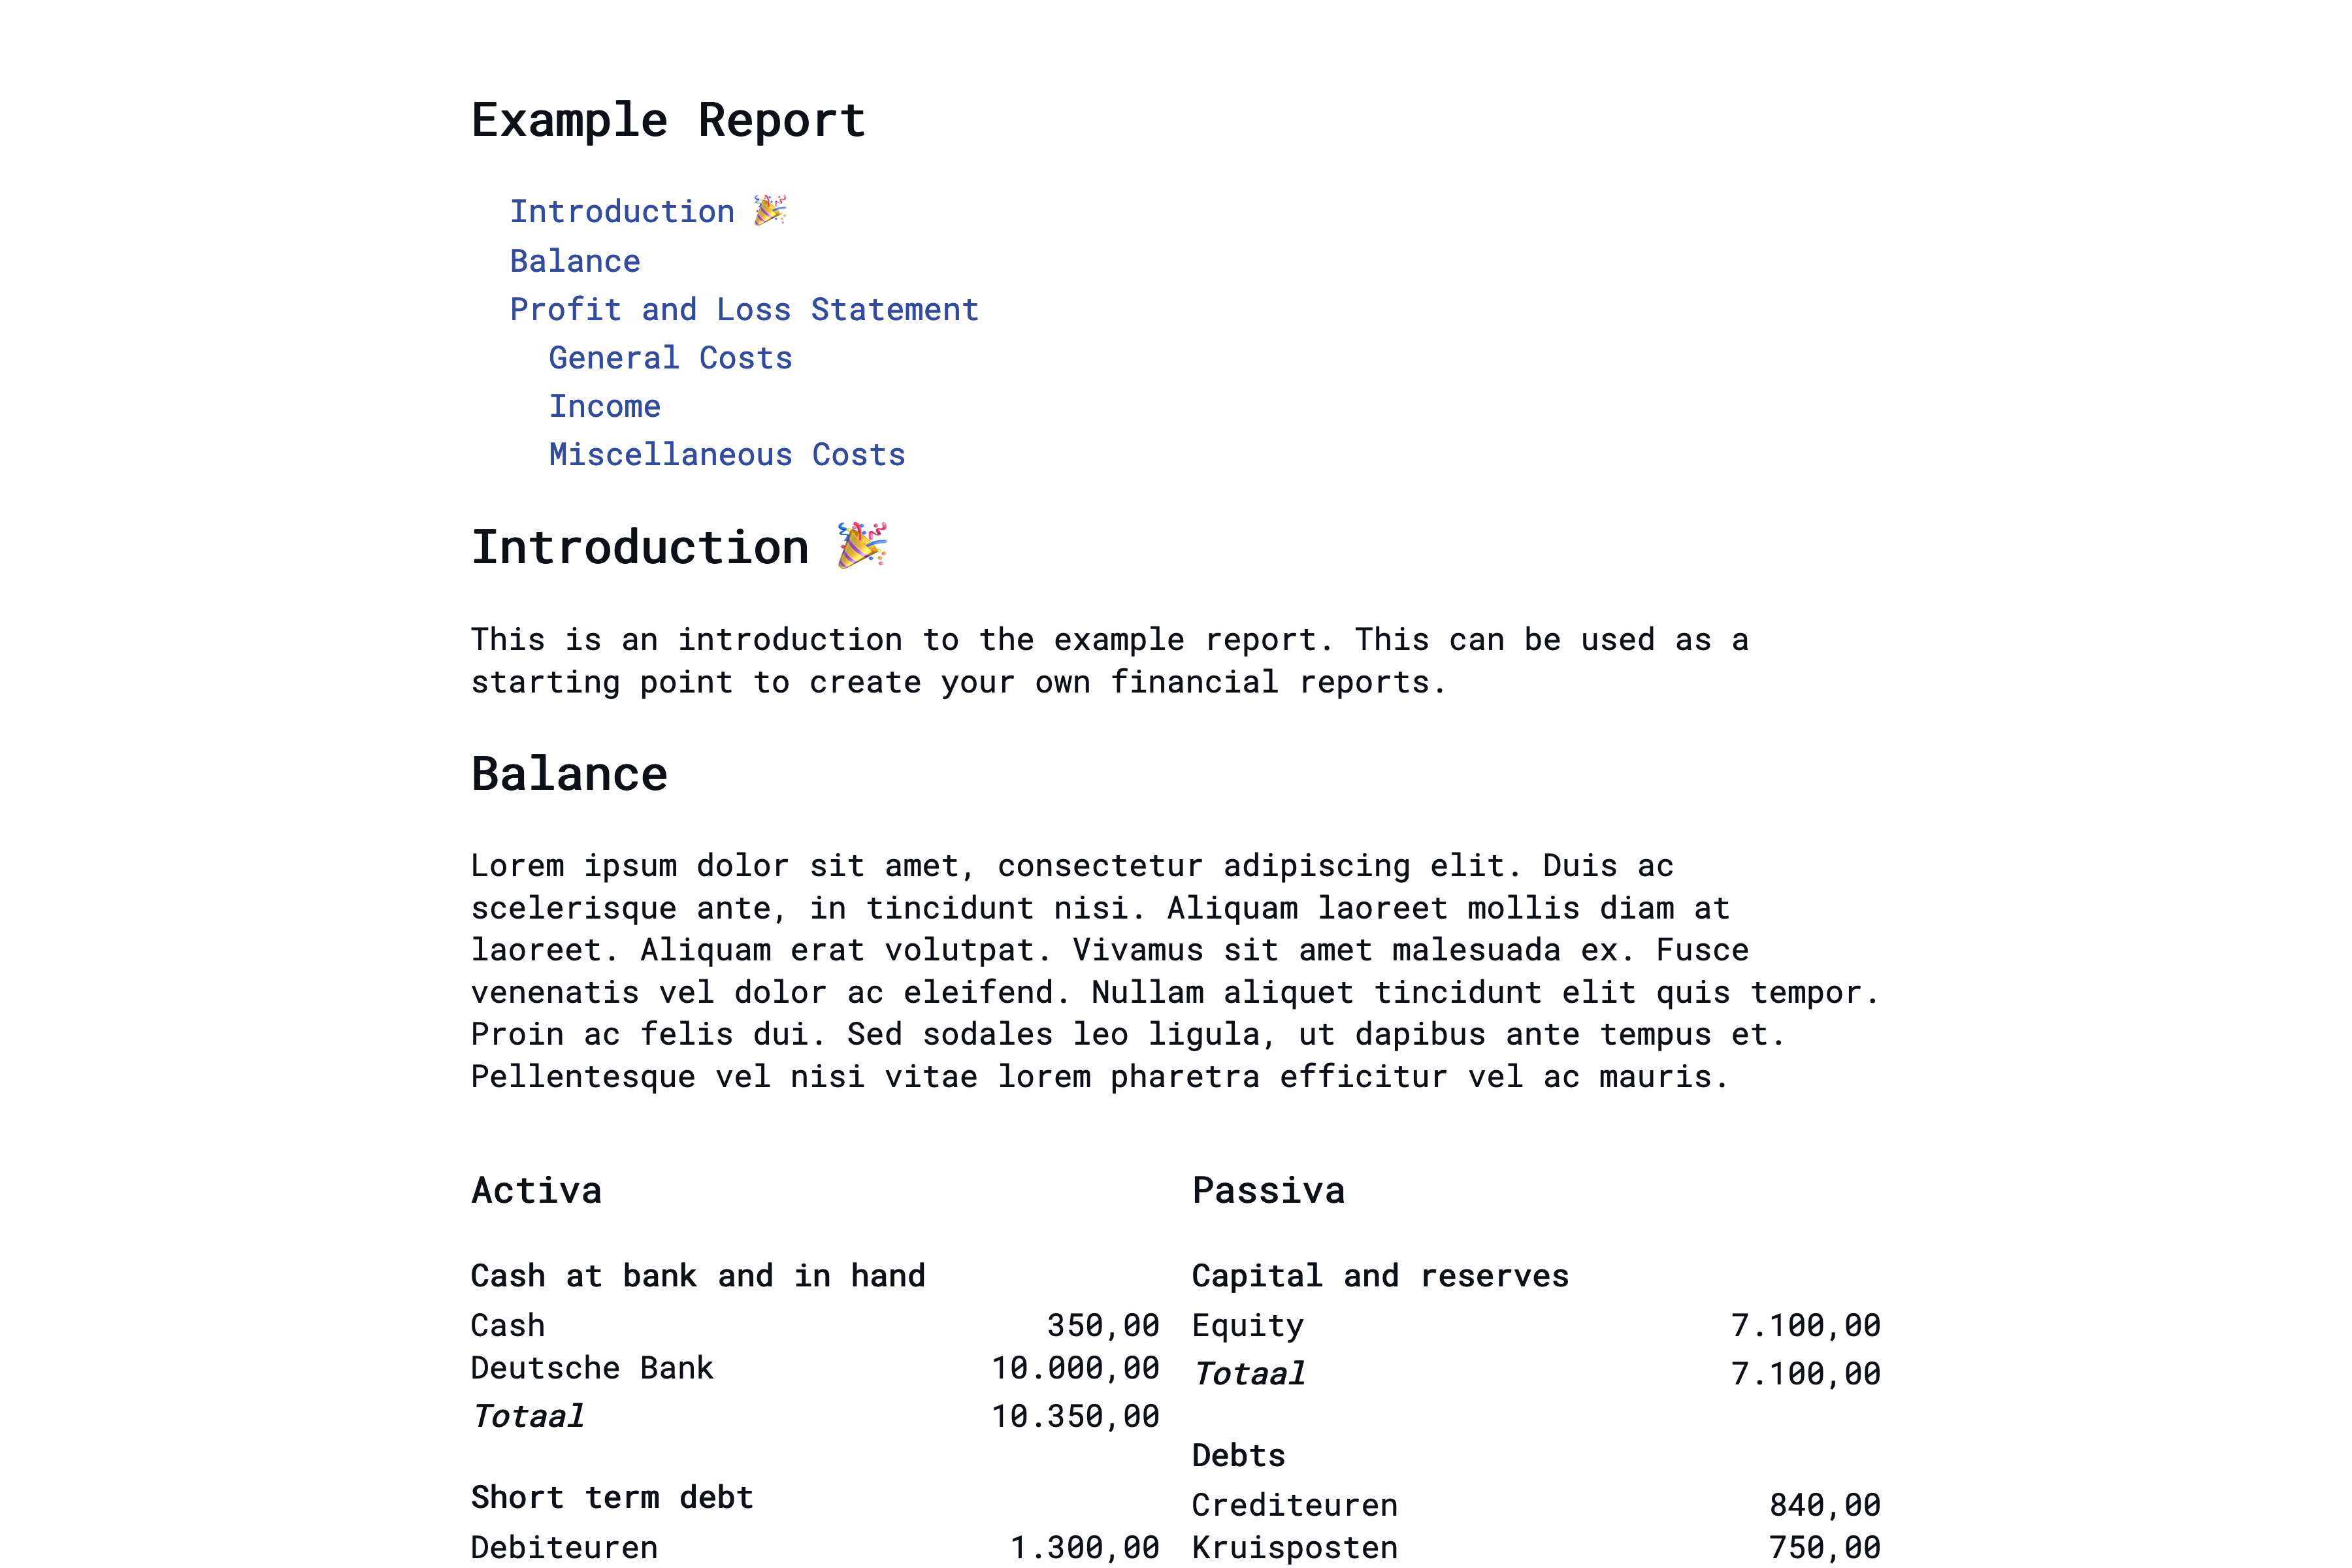 Example Report
Introduction 🎉
Balance
Profit and Loss Statement
General Costs
Income
Miscellaneous Costs
Introduction 🎉
This is an introduction to the example report. This can be used as a
starting point to create your own financial reports.
Balance
Lorem ipsum dolor sit amet, consectetur adipiscing elit. Duis ac
scelerisque ante, in tincidunt nisi. Aliquam laoreet mollis diam at
laoreet. Aliquam erat volutpat. Vivamus sit amet malesuada ex. Fusce
venenatis vel dolor ac eleifend. Nullam aliquet tincidunt elit quis tempor.
Proin ac felis dui. Sed sodales leo ligula, ut dapibus ante tempus et.
Pellentesque vel nisi vitae lorem pharetra efficitur vel ac mauris.
Activa
Cash at bank and in hand
Cash 350,00
Deutsche Bank 10.000,00
Totaal 10.350,00
Short term debt
Debiteuren 1.300,00
Passiva
Capital and reserves
Equity 7.100,00
Totaal 7.100,00
Debts
Crediteuren 840,00
Kruisposten 750,00